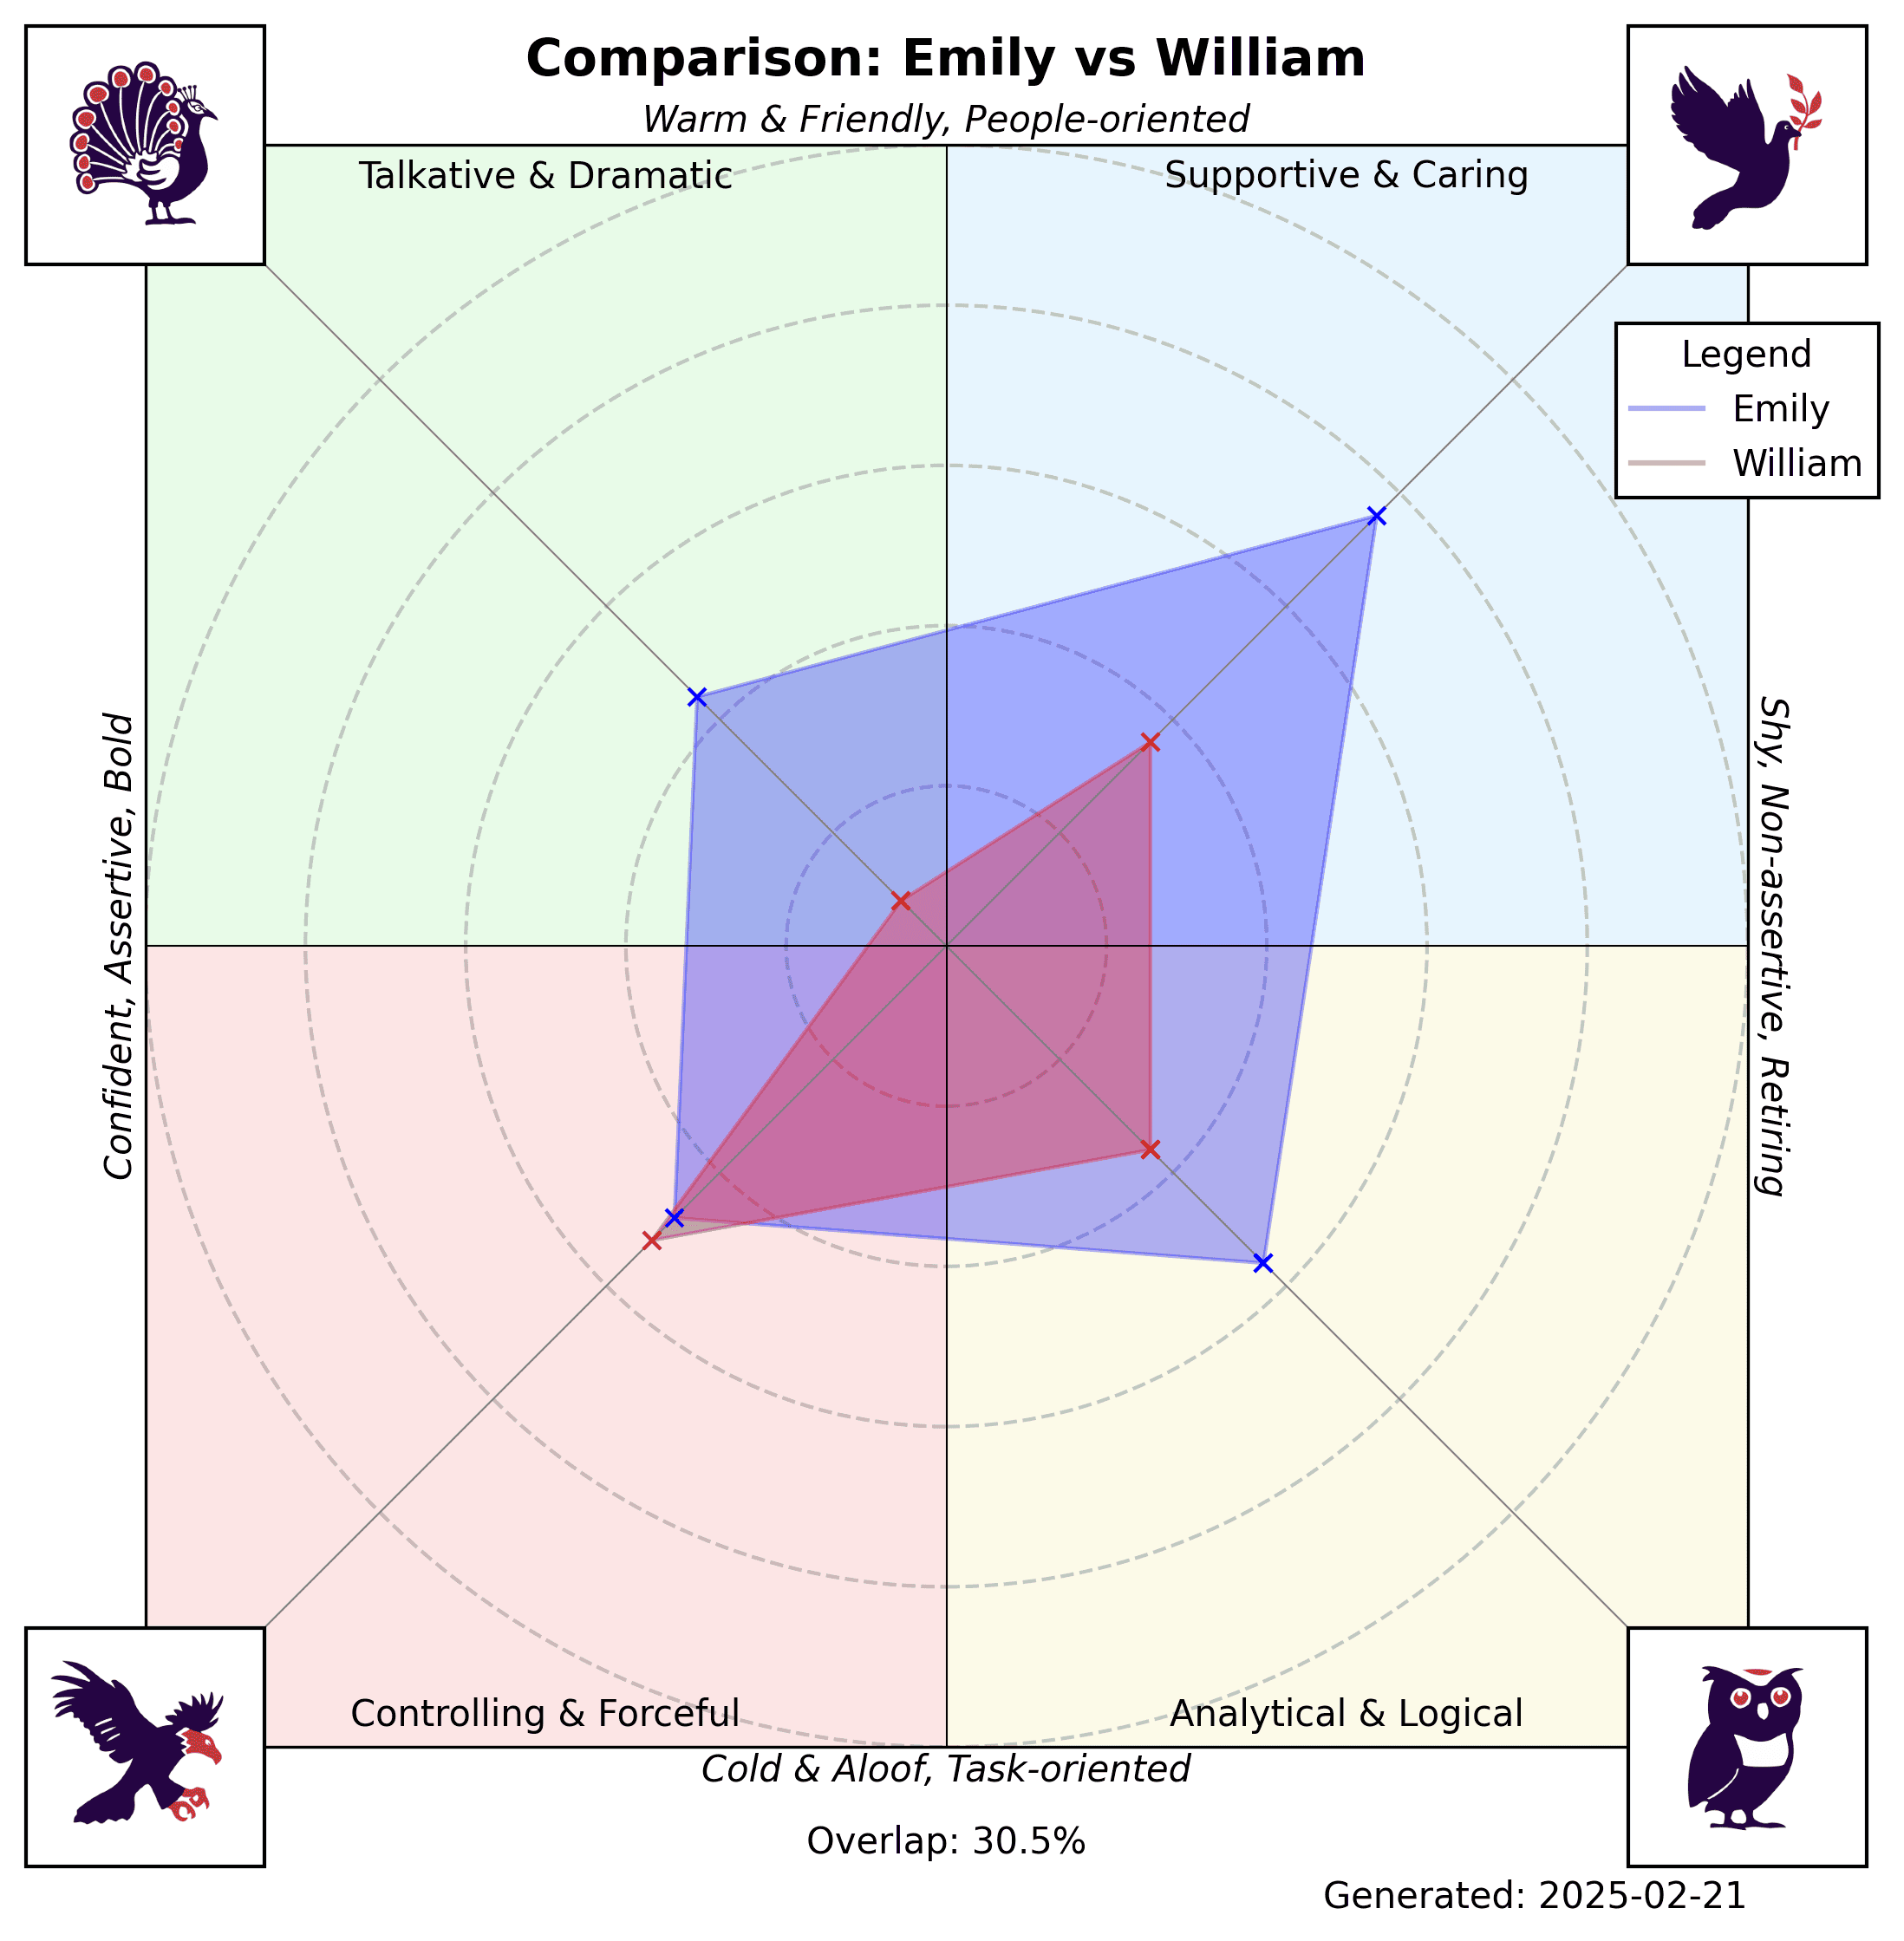 Comparison: Emily vs William
Warm & Friendly, People-oriented
Talkative & Dramatic
Supportive & Caring
Legend
Emily
William
Confident, Assertive, Bold
Shy, Non-assertive, Retiring
Controlling & Forceful
Analytical & Logical
Cold & Aloof, Task-oriented
Overlap: 30.5%
Generated: 2025-02-21